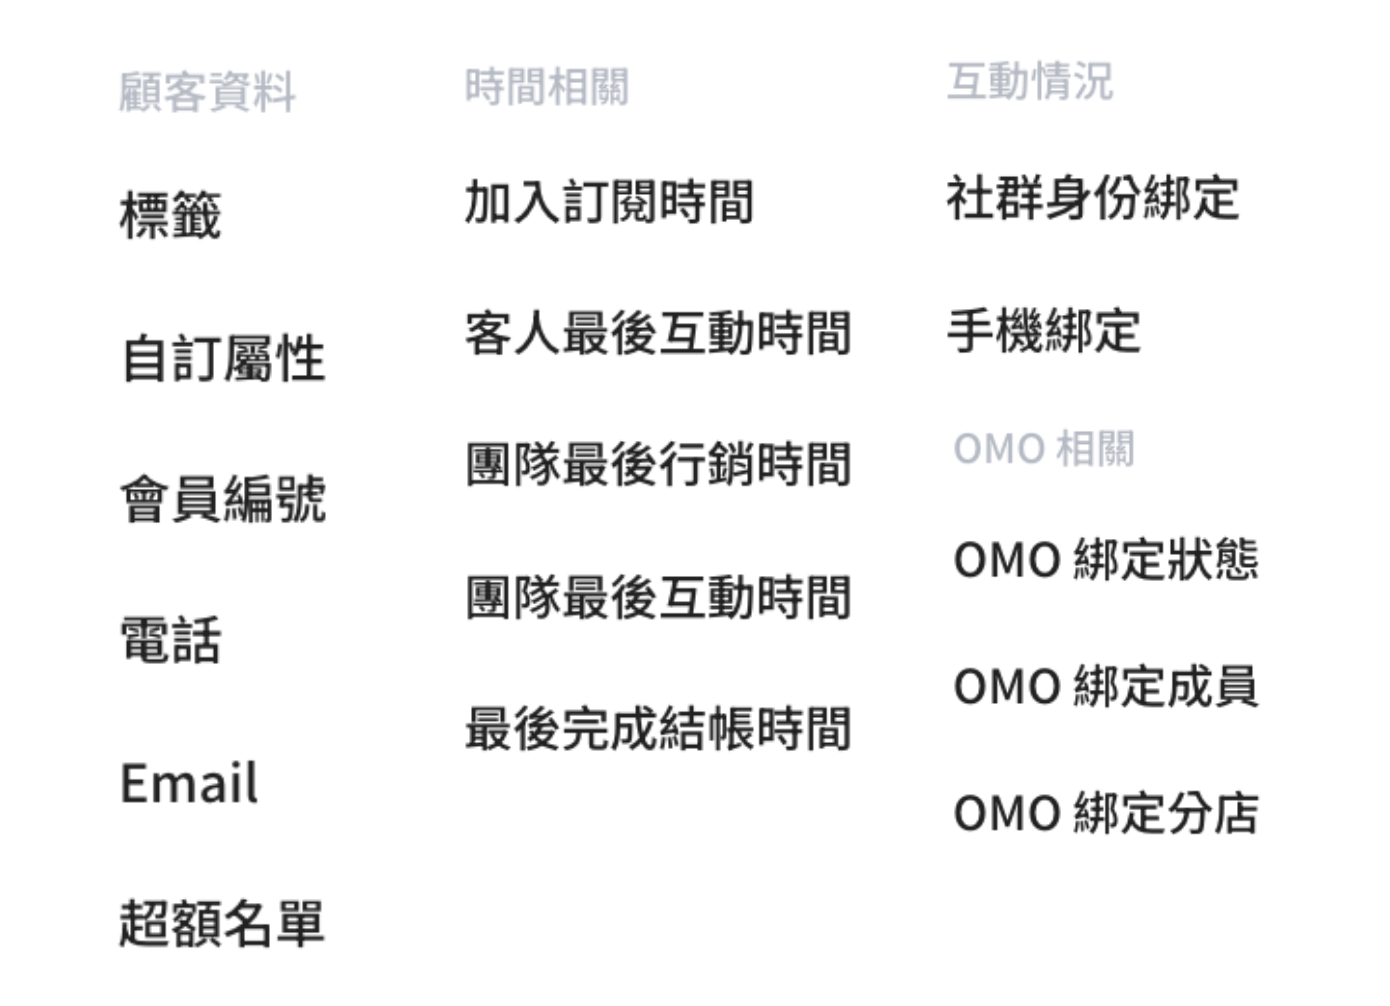 顧客資料
標籤
自訂屬性
會員編號
電話
Email
超額名單
時間相關
加入訂閱時間
客人最後互動時間
團隊最後行銷時間
團隊最後互動時間
最後完成結帳時間
互動情況
社群身份綁定
手機綁定
OMO 相關
OMO 綁定狀態
OMO 綁定成員
OMO 綁定分店